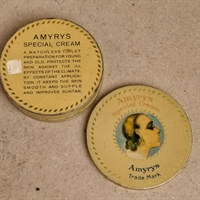 AMYRYS
SPECIAL CREAM
A MATCHLESS TOILET
PREPARATION FOR YOUNG
AND OLD. PROTECTS THE
SKIN AGAINST THE ILL
EFFECTS OF THE CLIMATE.
BY CONSTANT APPLICA-
TION IT KEEPS THE SKIN
SMOOTH AND SUPPLE
AND IMPROVES SUNTAN.
Amyrys
Special Cream
Amyrys
Trade Mark